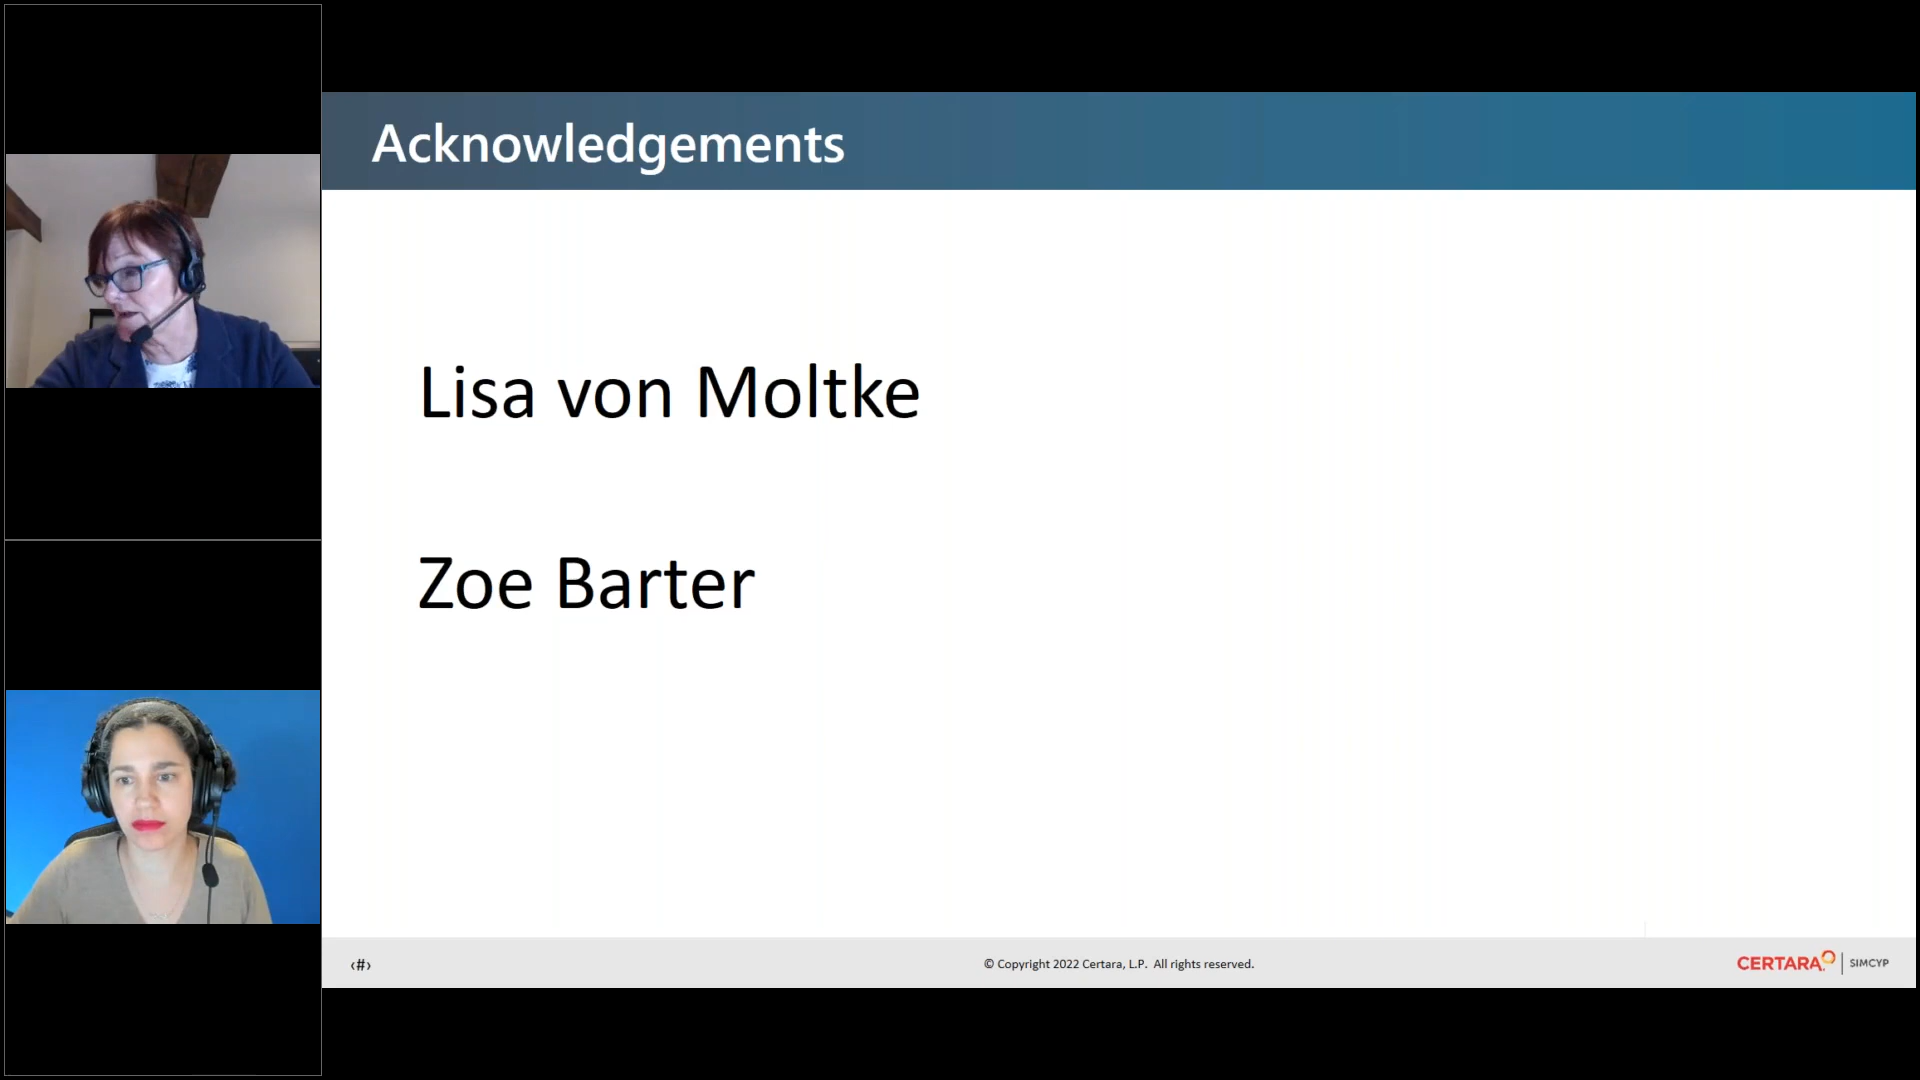 Acknowledgements
Lisa von Moltke
Zoe Barter
‹#›
© Copyright 2022 Certara, L.P.  All rights reserved.
CERTARA | SIMCYP